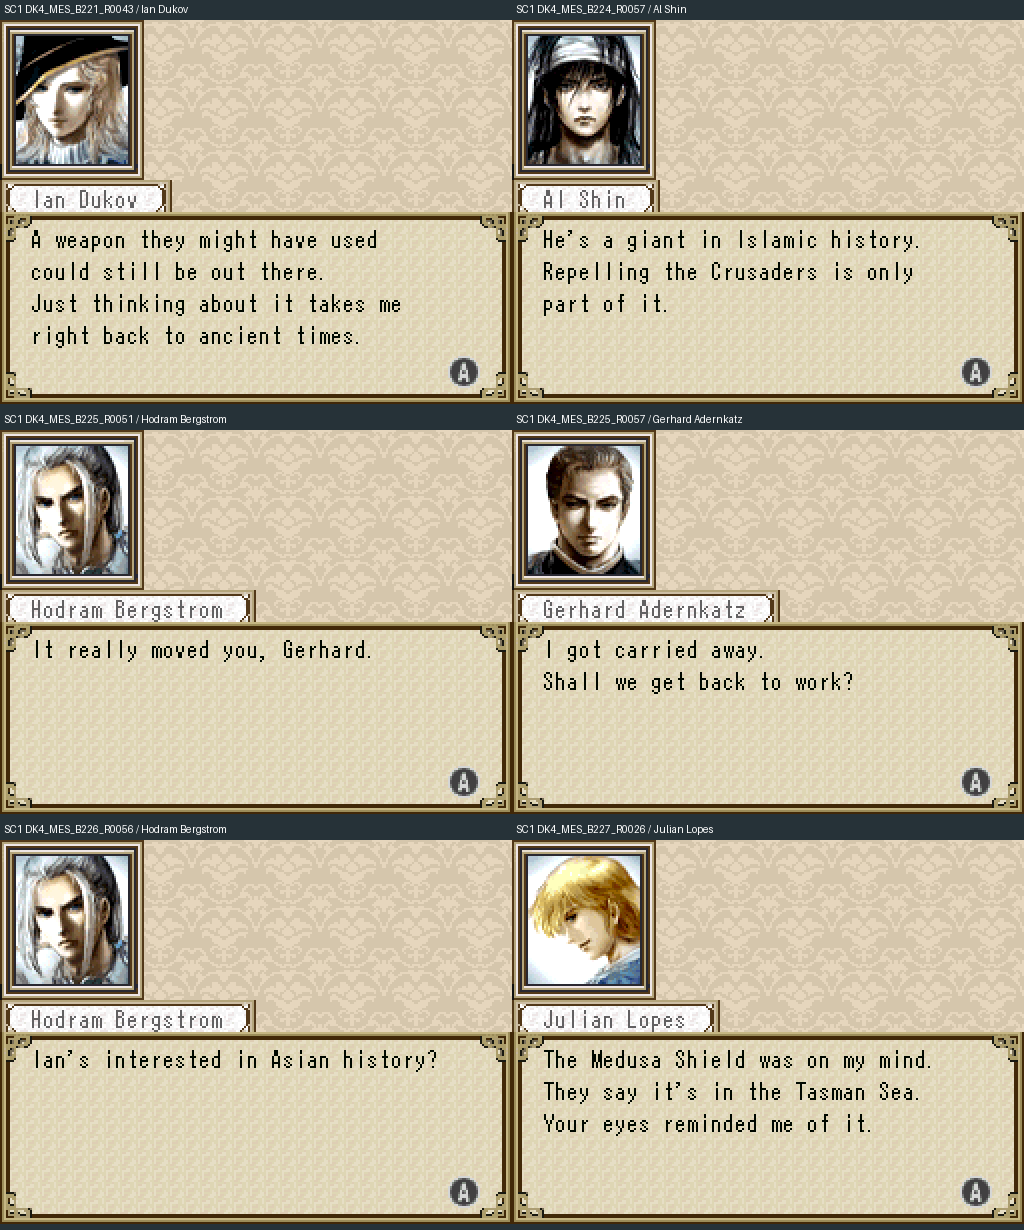 SC1 DK4_MES_B221_R0043 / Ian Dukov
Ian Dukov
A weapon they might have used
could still be out there.
Just thinking about it takes me
right back to ancient times.
A
SC1 DK4_MES_B224_R0057 / Al Shin
Al Shin
He's a giant in Islamic history.
Repelling the Crusaders is only
part of it.
A
SC1 DK4_MES_B225_R0051 / Hodram Bergstrom
Hodram Bergstrom
It really moved you, Gerhard.
A
SC1 DK4_MES_B225_R0057 / Gerhard Adernkatz
Gerhard Adernkatz
I got carried away.
Shall we get back to work?
A
SC1 DK4_MES_B226_R0056 / Hodram Bergstrom
Hodram Bergstrom
Ian's interested in Asian history?
A
SC1 DK4_MES_B227_R0026 / Julian Lopes
Julian Lopes
The Medusa Shield was on my mind.
They say it's in the Tasman Sea.
Your eyes reminded me of it.
A